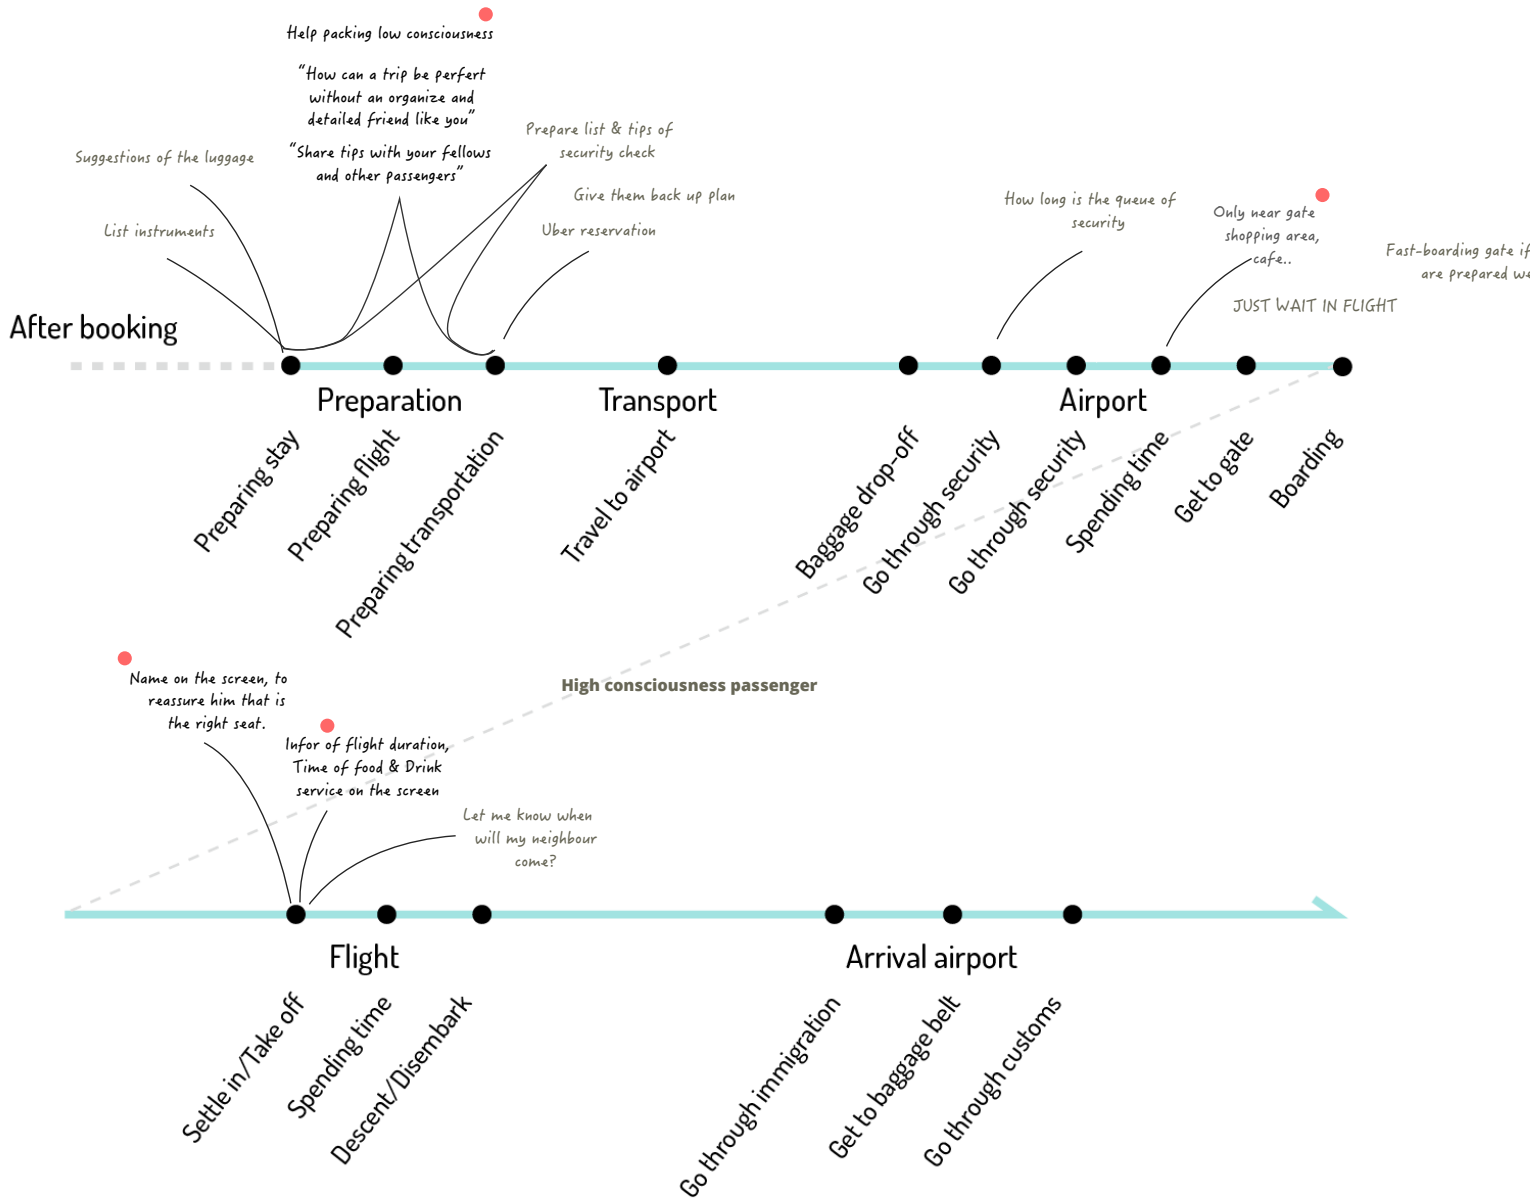 Help packing low consciousness
“How can a trip be perfert
without an organize and
detailed friend like you”
“Share tips with your fellows
and other passengers”
Suggestions of the luggage
List instruments
Prepare list & tips of
security check
Give them back up plan
Uber reservation
How long is the queue of
security
Only near gate
shopping area,
cafe..
Fast-boarding gate if
are prepared we
JUST WAIT IN FLIGHT
After booking
Preparation
Transport
Airport
Preparing stay
Preparing flight
Preparing transportation
Travel to airport
Baggage drop-off
Go through security
Go through security
Spending time
Get to gate
Boarding
High consciousness passenger
Name on the screen, to
reassure him that is
the right seat.
Infor of flight duration,
Time of food & Drink
service on the screen
Let me know when
will my neighbour
come?
Flight
Arrival airport
Settle in/Take off
Spending time
Descent/Disembark
Go through immigration
Get to baggage belt
Go through customs